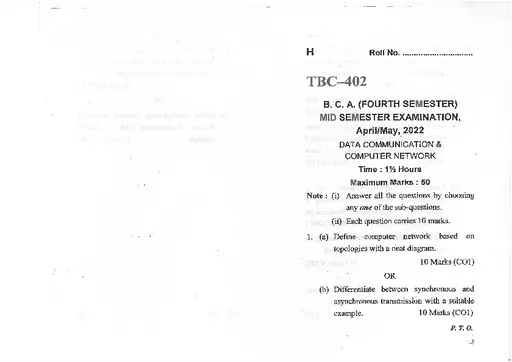 H Roll No. ..............................
TBC–402
B. C. A. (FOURTH SEMESTER)
MID SEMESTER EXAMINATION,
April/May, 2022
DATA COMMUNICATION &
COMPUTER NETWORK
Time : 1½ Hours
Maximum Marks : 50
Note : (i) Answer all the questions by choosing
any one of the sub-questions.
(ii) Each question carries 10 marks.
1. (a) Define computer network based on
topologies with a neat diagram.
10 Marks (CO1)
OR
(b) Differentiate between synchronous and
asynchronous transmission with a suitable
example. 10 Marks (CO1)
P. T. O.